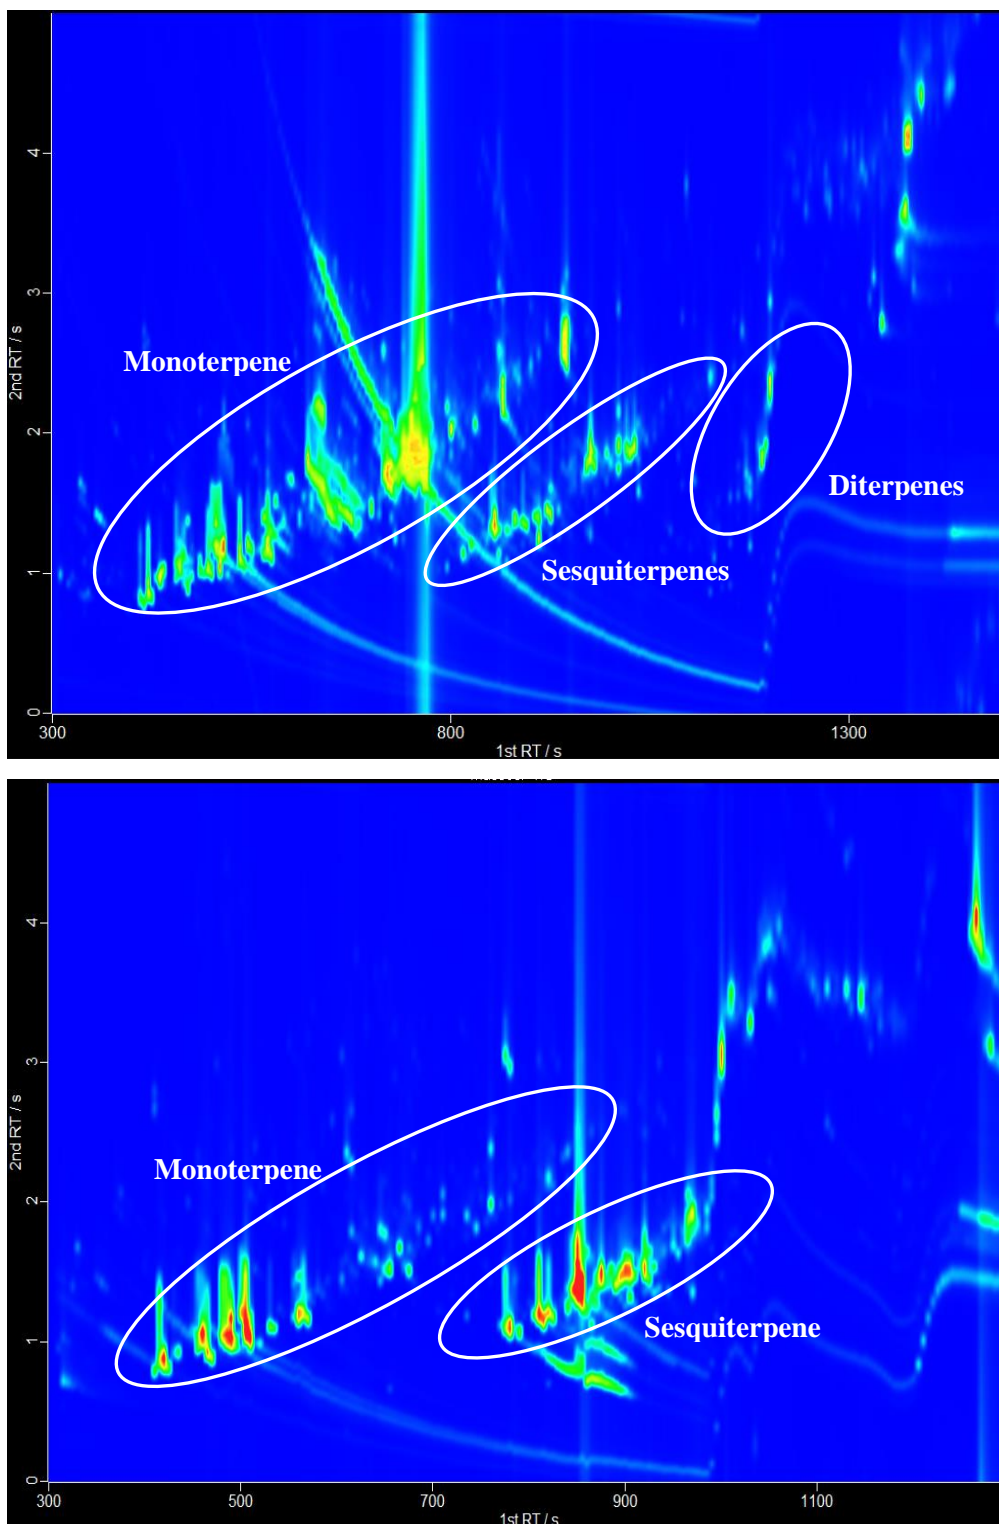 4
3
Monoterpene
2nd RT / s
2
Diterpenes
Sesquiterpenes
1
0
300 800 1300
1st RT / s
4
3
2nd RT / s
Monoterpene
2
Sesquiterpene
1
0
300 500 700 900 1100
1st RT / s